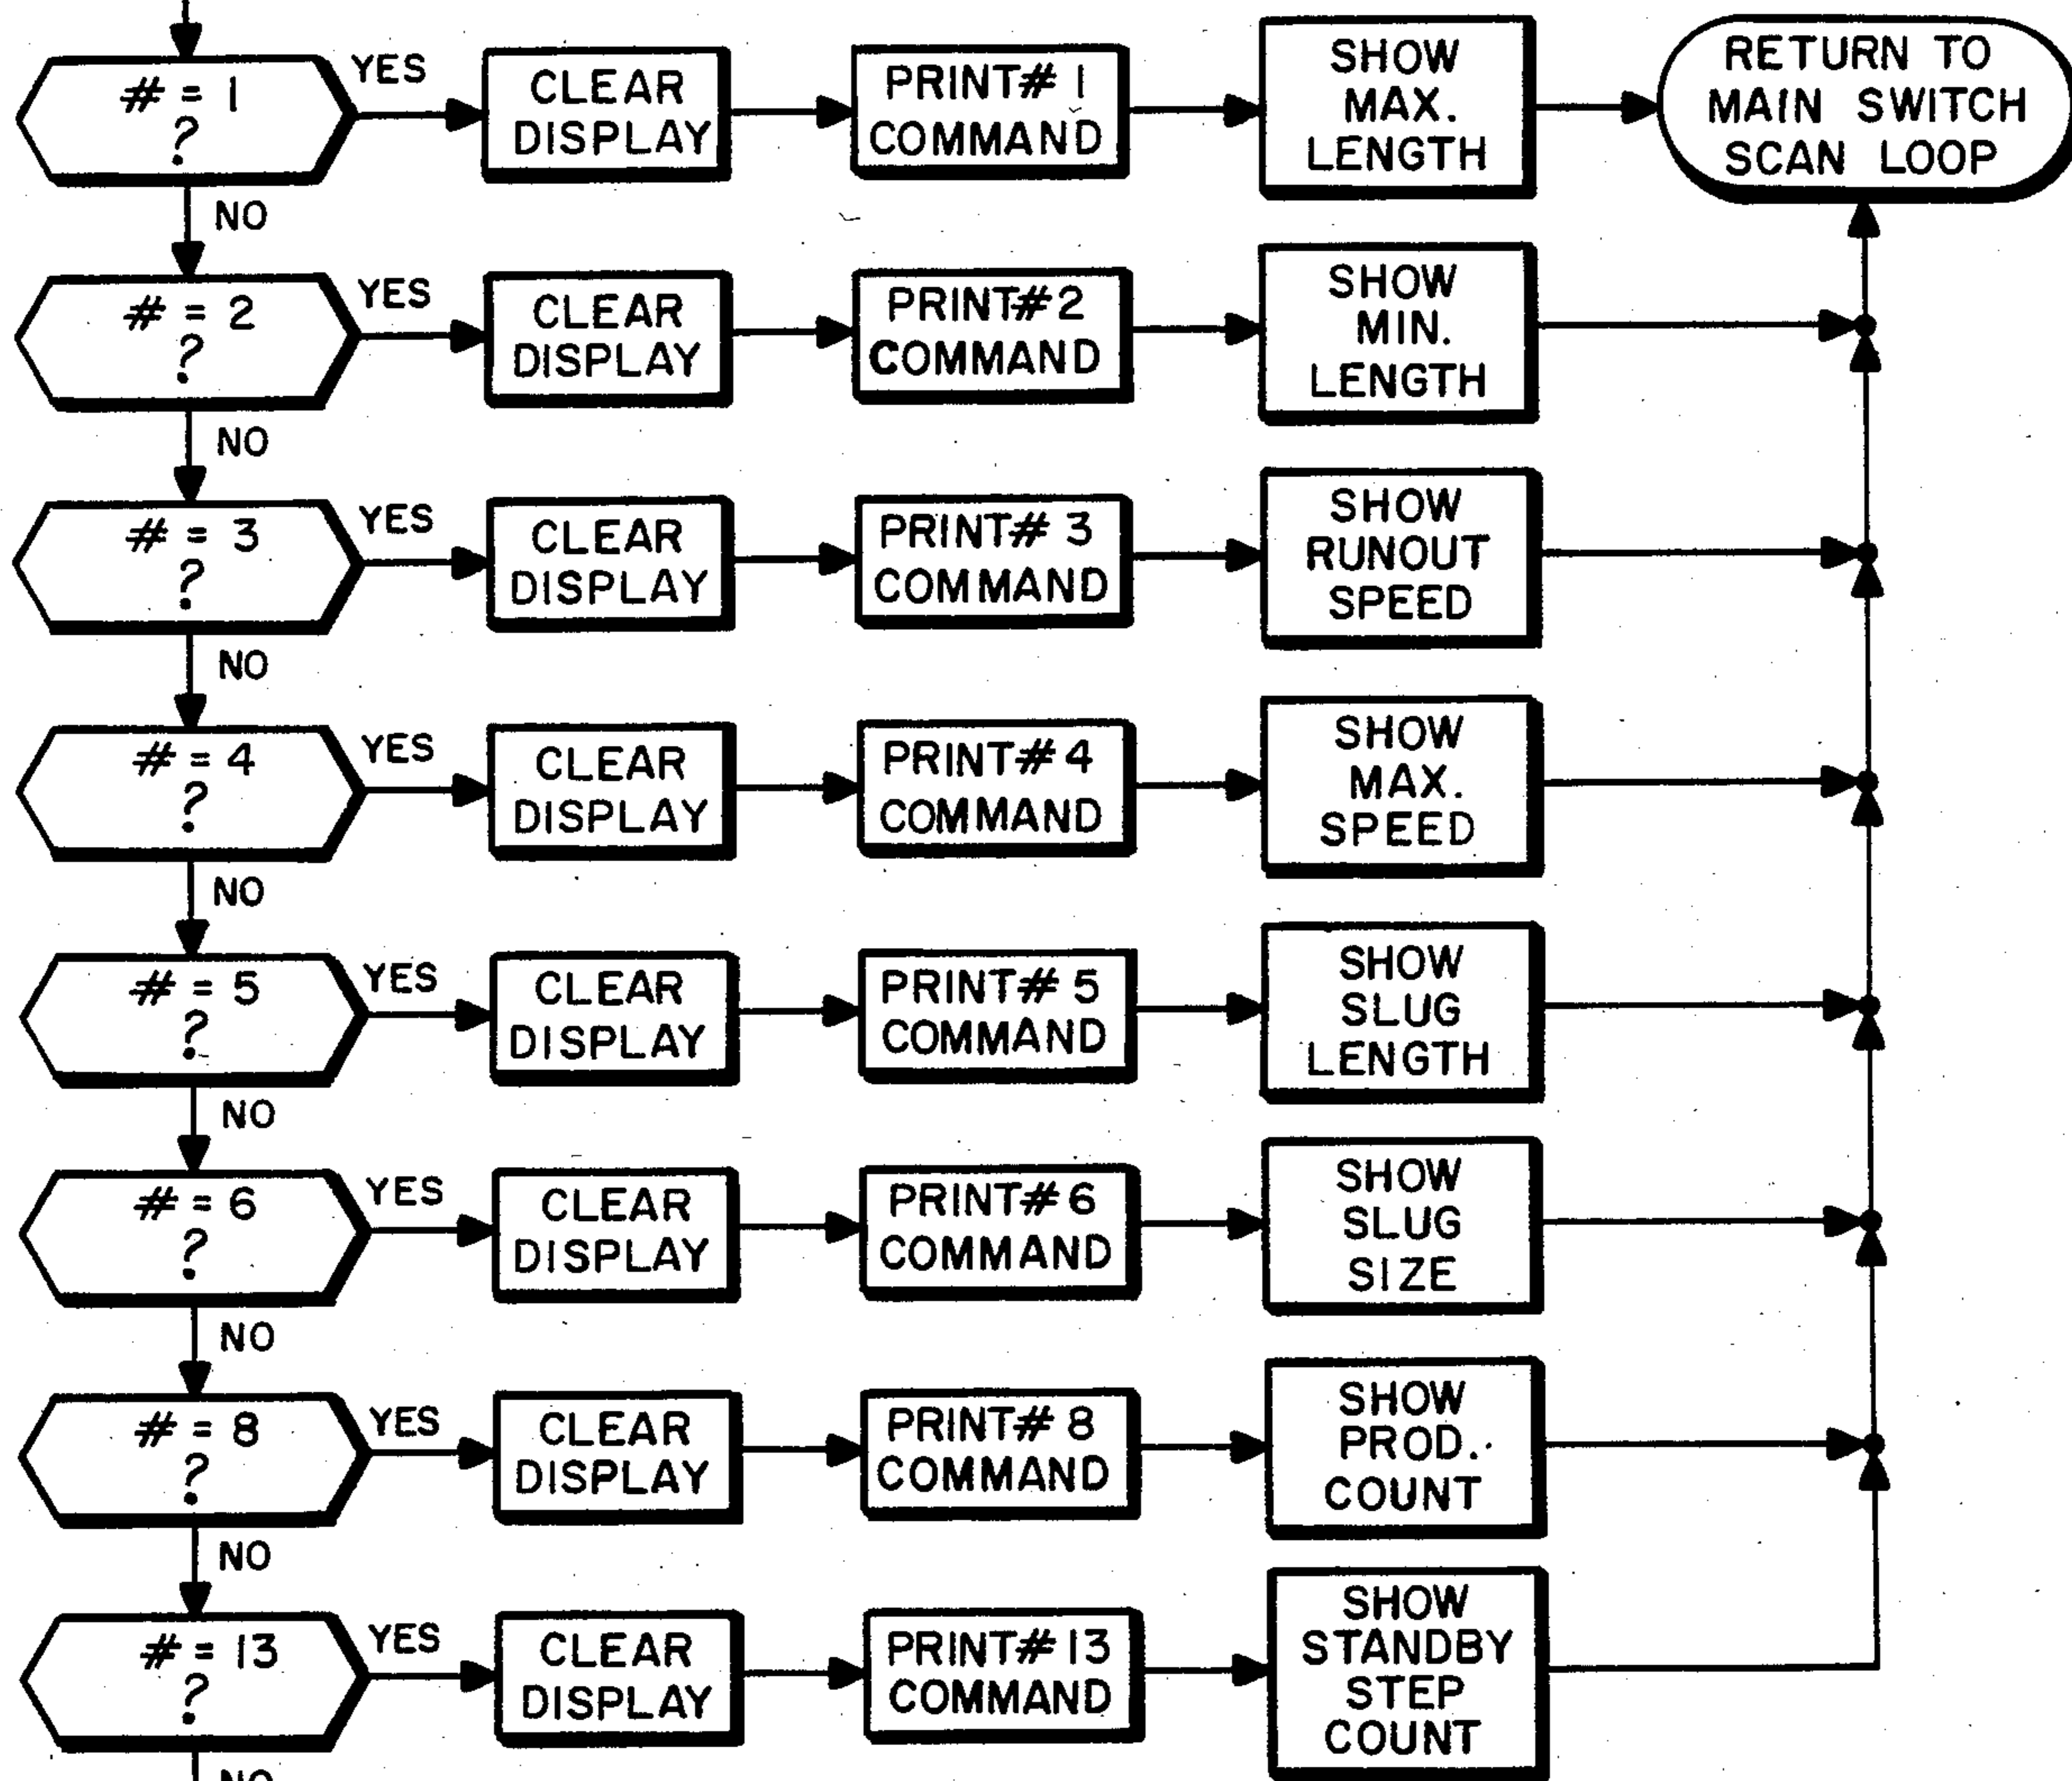 # = 1
?
YES
CLEAR
DISPLAY
PRINT# 1
COMMAND
SHOW
MAX.
LENGTH
RETURN TO
MAIN SWITCH
SCAN LOOP
NO
# = 2
?
YES
CLEAR
DISPLAY
PRINT#2
COMMAND
SHOW
MIN.
LENGTH
NO
# = 3
?
YES
CLEAR
DISPLAY
PRINT# 3
COMMAND
SHOW
RUNOUT
SPEED
NO
# = 4
?
YES
CLEAR
DISPLAY
PRINT# 4
COMMAND
SHOW
MAX.
SPEED
NO
# = 5
?
YES
CLEAR
DISPLAY
PRINT# 5
COMMAND
SHOW
SLUG
LENGTH
NO
# = 6
?
YES
CLEAR
DISPLAY
PRINT# 6
COMMAND
SHOW
SLUG
SIZE
NO
# = 8
?
YES
CLEAR
DISPLAY
PRINT# 8
COMMAND
SHOW
PROD.
COUNT
NO
# = 13
?
YES
CLEAR
DISPLAY
PRINT# 13
COMMAND
SHOW
STANDBY
STEP
COUNT
NO